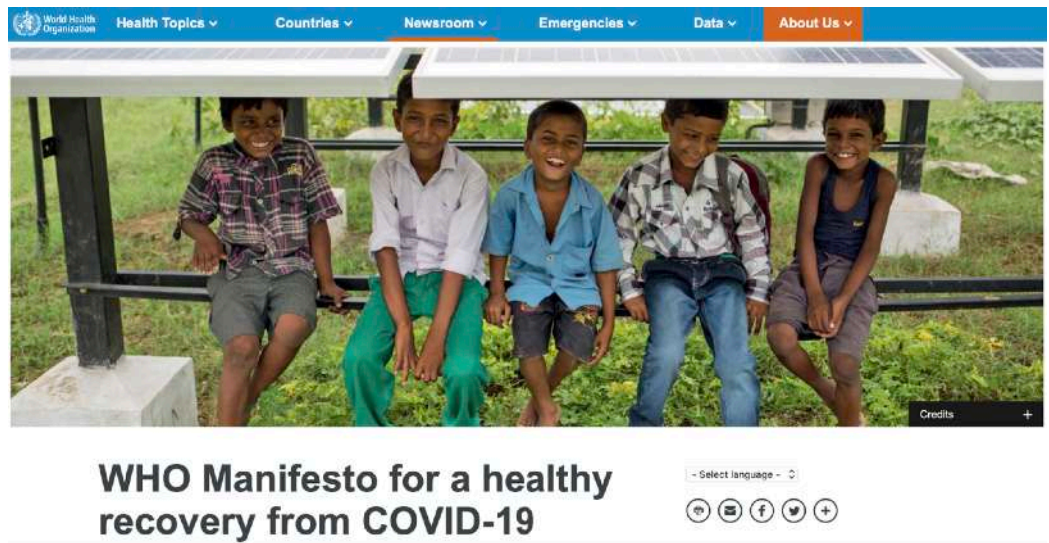 World Health
Organization
Health Topics
Countries
Newsroom
Emergencies
Data
About Us
Credits +
WHO Manifesto for a healthy
recovery from COVID-19
- Select language -